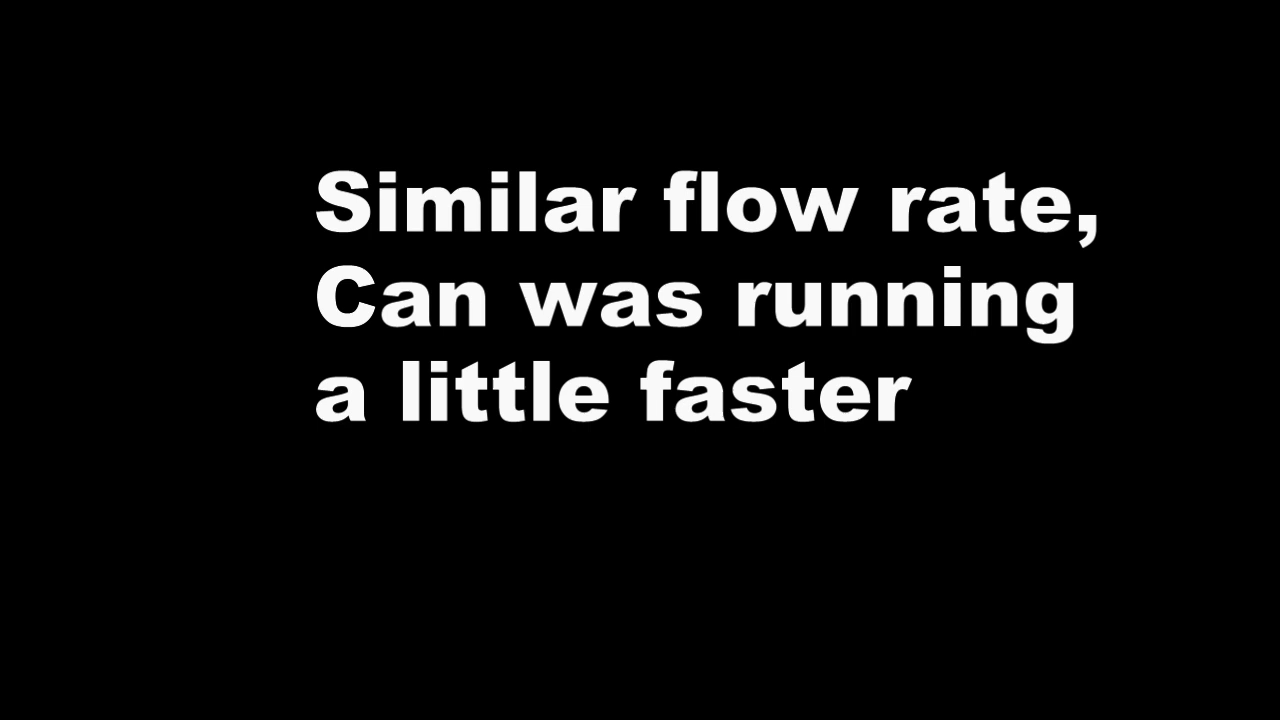 Similar flow rate,
Can was running
a little faster